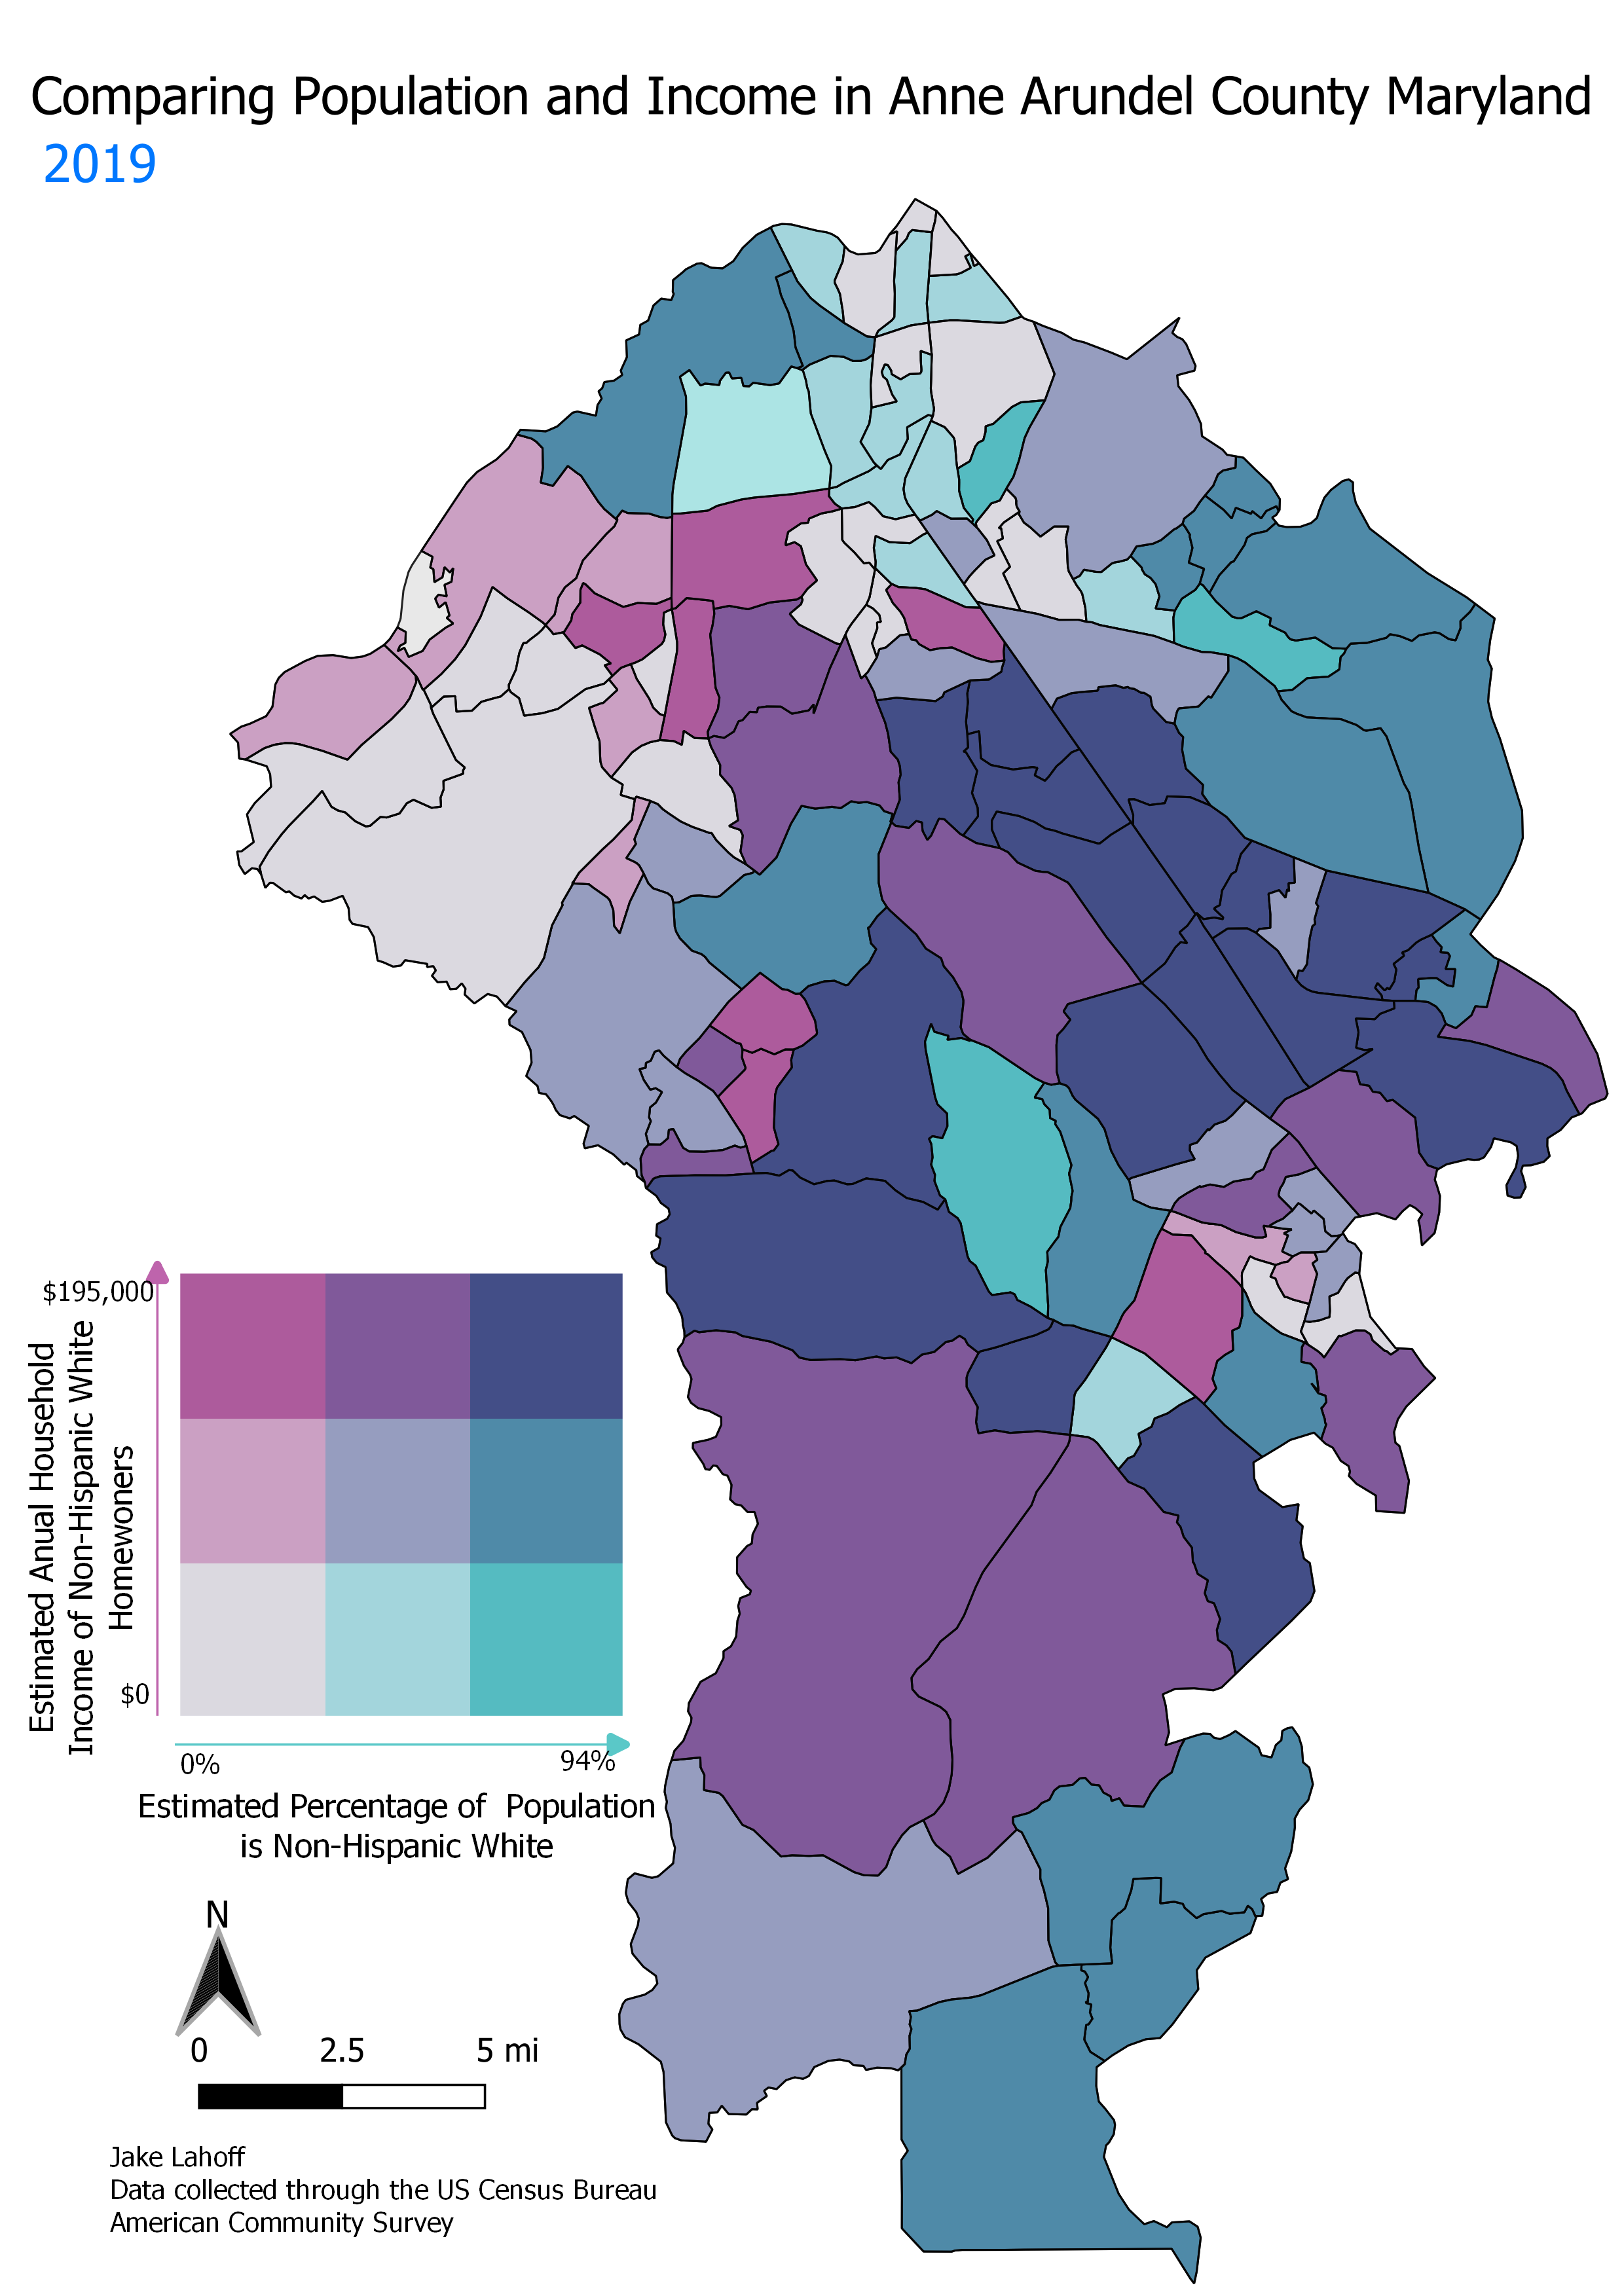 Comparing Population and Income in Anne Arundel County Maryland
2019
$195,000
Estimated Anual Household
Income of Non-Hispanic White
Homewoners
$0
0%
94%
Estimated Percentage of  Population
is Non-Hispanic White
N
0
2.5
5 mi
Jake Lahoff
Data collected through the US Census Bureau
American Community Survey